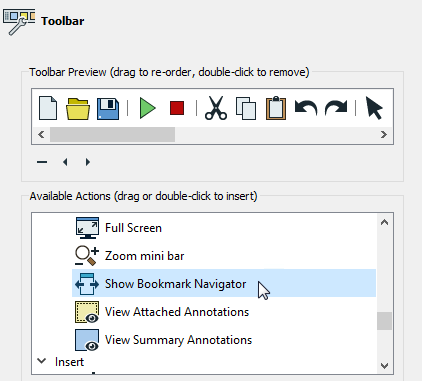 Toolbar
Toolbar Preview (drag to re-order, double-click to remove)
Available Actions (drag or double-click to insert)
Full Screen
Zoom mini bar
Show Bookmark Navigator
View Attached Annotations
View Summary Annotations
Insert